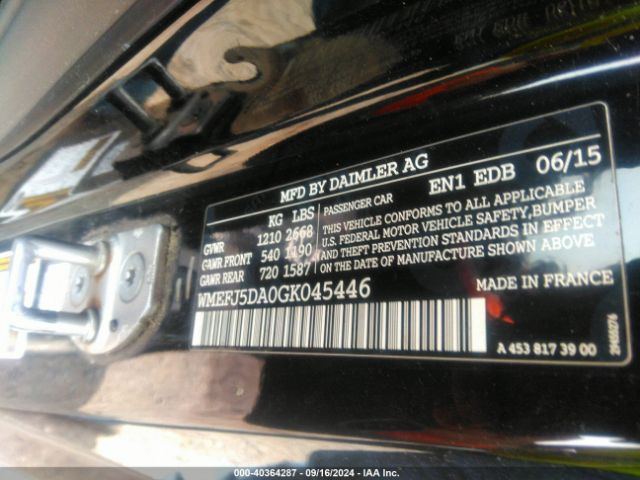 MFD BY DAIMLER AG
EN1 EDB 06/15
KG LBS
GVWR 1210 2668
GAWR FRONT 540 1190
GAWR REAR 720 1587
PASSENGER CAR
THIS VEHICLE CONFORMS TO ALL APPLICABLE
U.S. FEDERAL MOTOR VEHICLE SAFETY, BUMPER
AND THEFT PREVENTION STANDARDS IN EFFECT
ON THE DATE OF MANUFACTURE SHOWN ABOVE
WMEFJ5DA0GK045446
MADE IN FRANCE
A 453 817 39 00
000-40364287 - 09/16/2024 - IAA Inc.